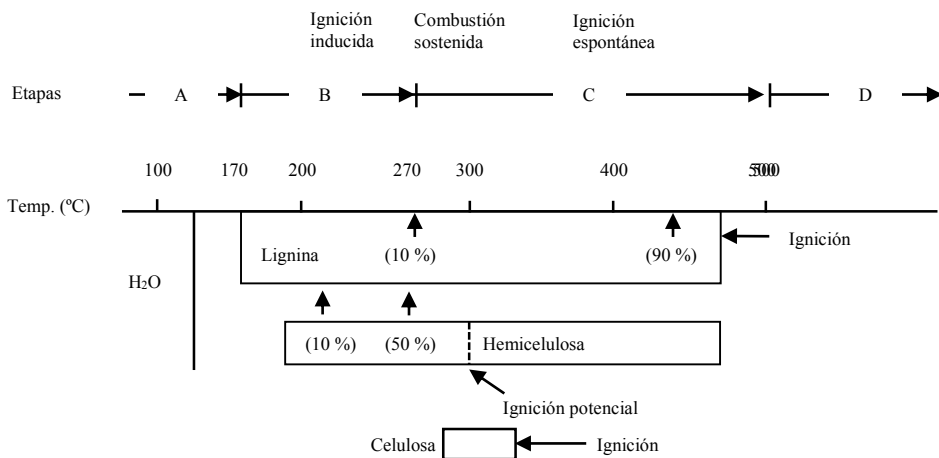 Ignición Combustión Ignición
inducida sostenida espontánea
Etapas A B C D
100 170 200 270 300 400 500
Temp. (ºC)
Ignición
Lignina (10 %) (90 %)
H2O
(10 %) (50 %) Hemicelulosa
Ignición potencial
Celulosa Ignición